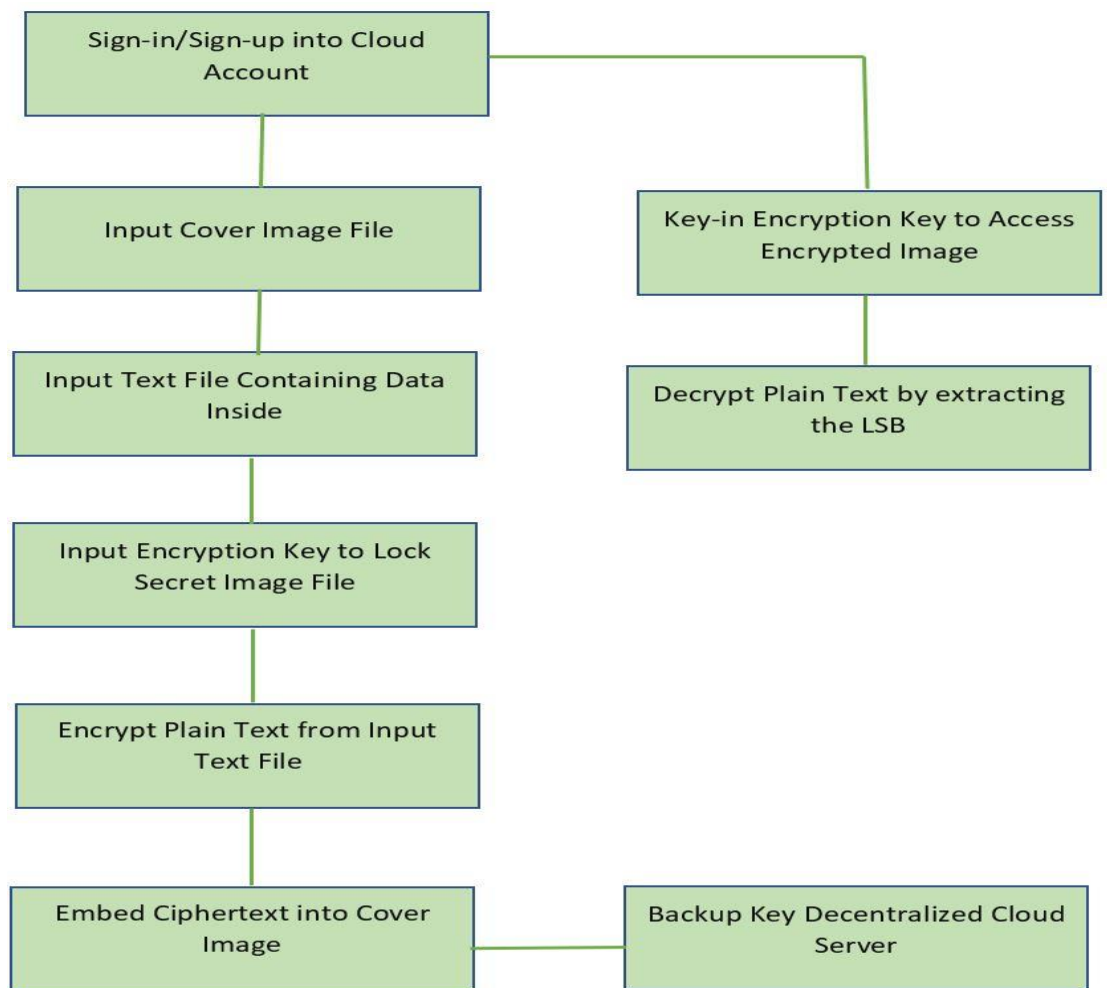 Sign-in/Sign-up into Cloud
Account
Input Cover Image File
Input Text File Containing Data
Inside
Input Encryption Key to Lock
Secret Image File
Encrypt Plain Text from Input
Text File
Embed Ciphertext into Cover
Image
Backup Key Decentralized Cloud
Server
Key-in Encryption Key to Access
Encrypted Image
Decrypt Plain Text by extracting
the LSB